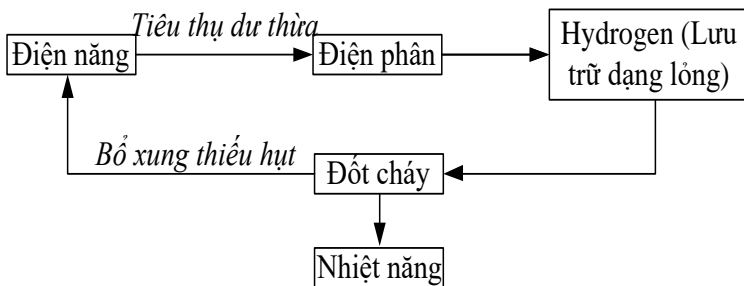 Tiêu thụ dư thừa
Điện năng
Điện phân
Hydrogen (Lưu
trữ dạng lỏng)
Bổ xung thiếu hụt
Đốt cháy
Nhiệt năng